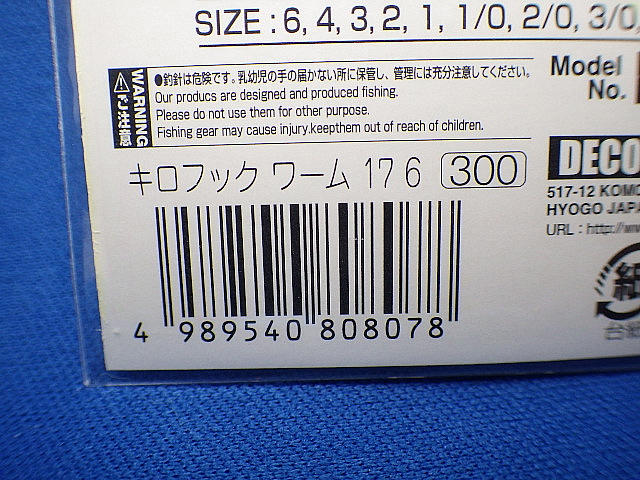 SIZE : 6, 4, 3, 2, 1, 1/0, 2/0, 3/0,
WARNING
ご注意
●釣針は危険です。乳幼児の手の届かない所に保管し、管理には充分注意してください。
Our producs are designed and produced fishing.
Please do not use them for other purpose.
Fishing gear may cause injury.keepthem out of reach of children.
Model
No.
キロフック ワーム 17 6 300
DECO
517-12 KOMO
HYOGO JAPA
URL : http://w
紙
台紙
4 989540 808078